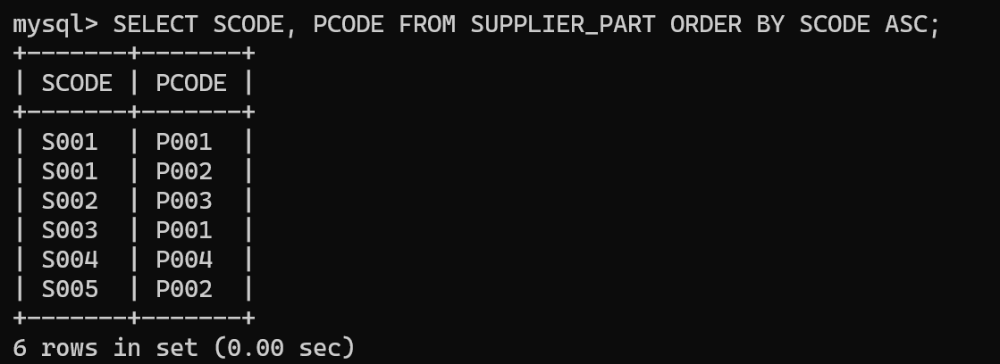 mysql> SELECT SCODE, PCODE FROM SUPPLIER_PART ORDER BY SCODE ASC;
+-------+-------+
| SCODE | PCODE |
+-------+-------+
| S001  | P001  |
| S001  | P002  |
| S002  | P003  |
| S003  | P001  |
| S004  | P004  |
| S005  | P002  |
+-------+-------+
6 rows in set (0.00 sec)